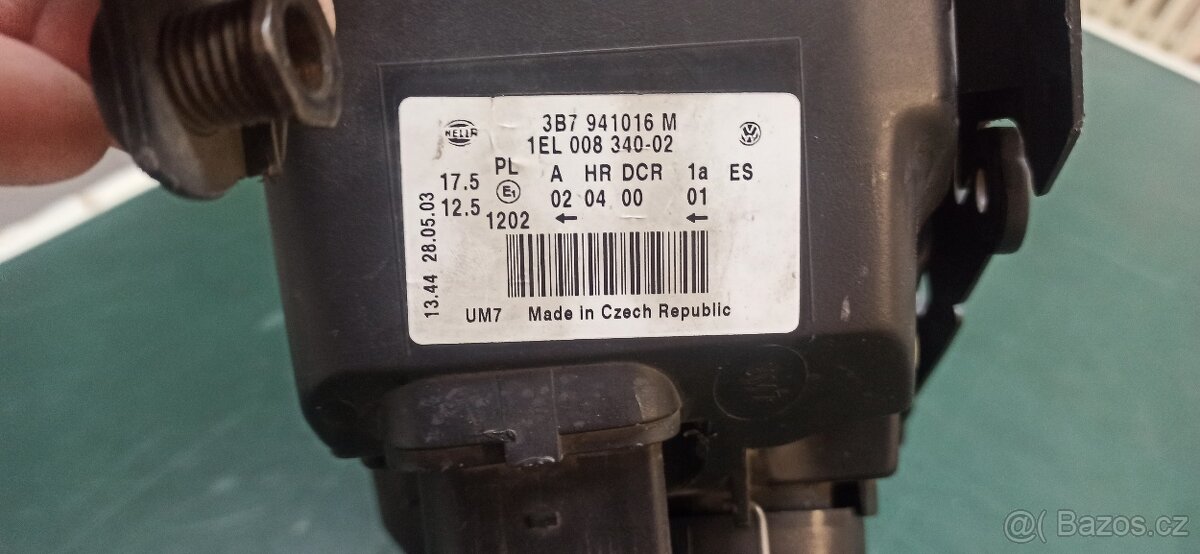 HELLA
3B7 941016 M
1EL 008 340-02
PL A HR DCR 1a ES
17.5 E1 02 04 00 01
12.5 1202 ← ←
13.44 28.05.03
UM7 Made in Czech Republic
@( Bazos.cz